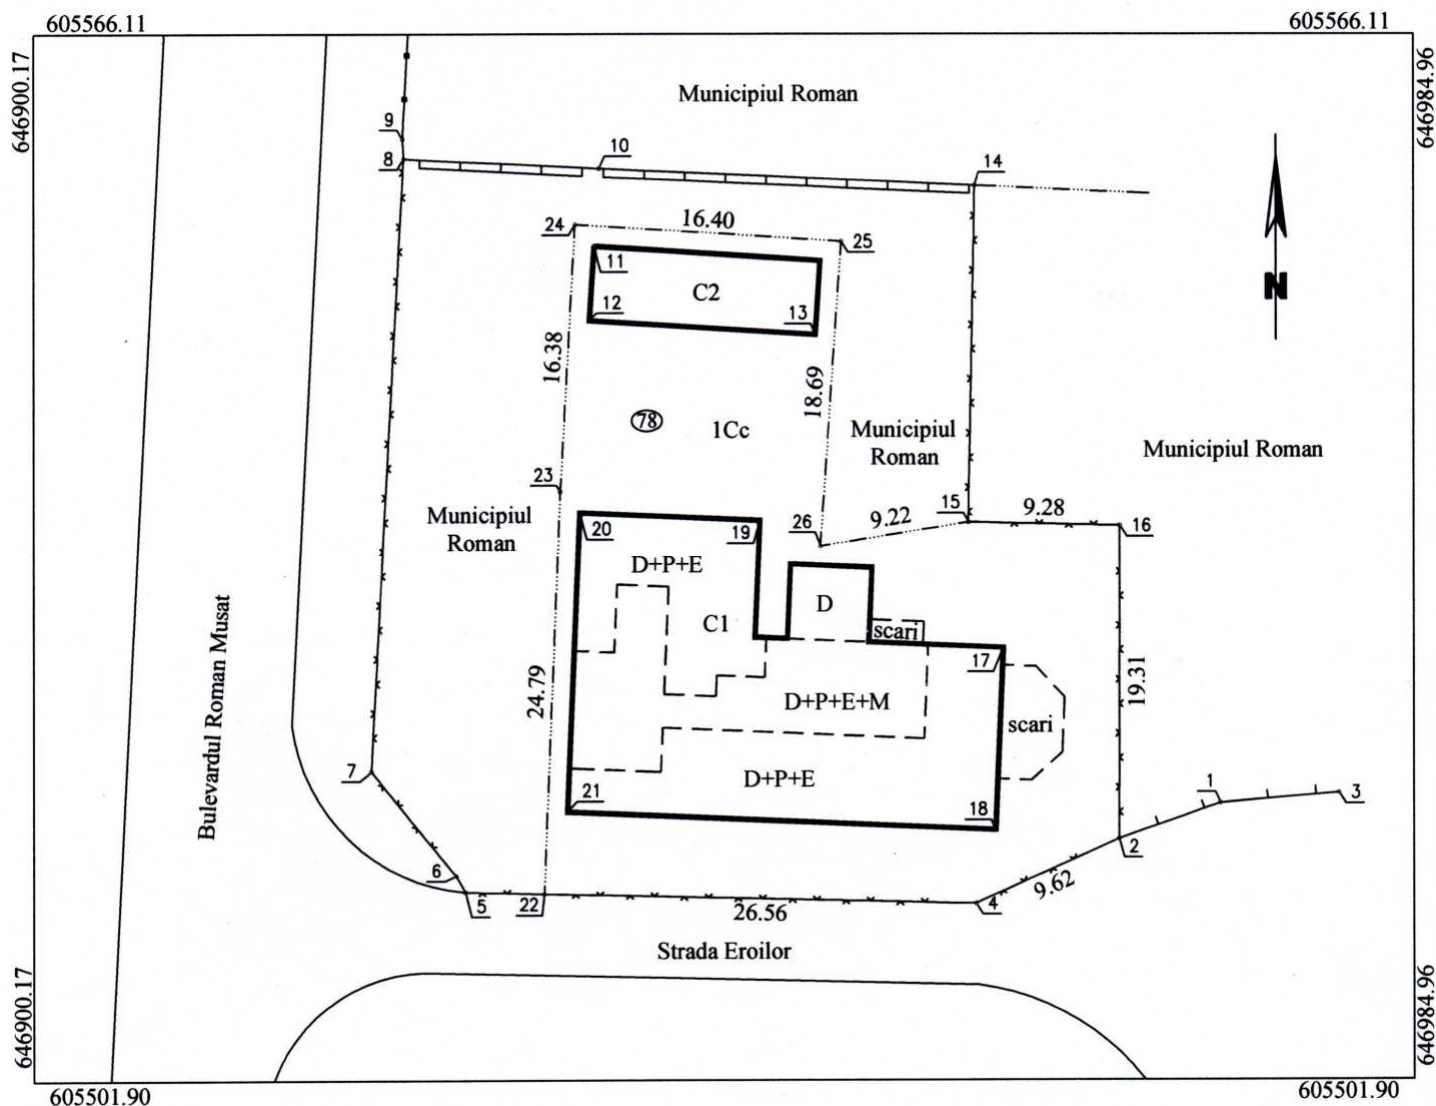 605566.11
605566.11
646900.17
646984.96
Municipiul Roman
9
8
10
14
N
24
16.40
25
11
C2
12
13
16.38
18.69
78
1Cc
Municipiul
Roman
Municipiul Roman
23
15
9.28
16
Municipiul
Roman
20
19
26
9.22
D+P+E
D
C1
scari
17
Bulevardul Roman Musat
24.79
D+P+E+M
19.31
scari
7
D+P+E
1
3
21
18
2
6
9.62
5
22
26.56
4
Strada Eroilor
646900.17
646984.96
605501.90
605501.90